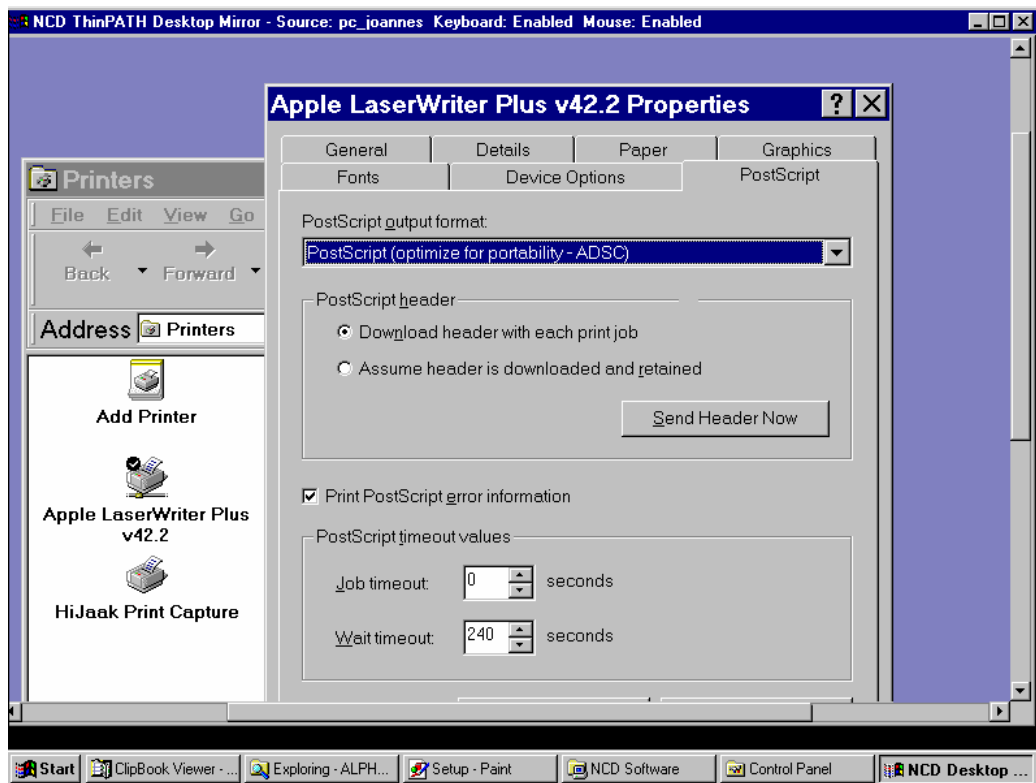 NCD ThinPATH Desktop Mirror - Source: pc_joannes Keyboard: Enabled Mouse: Enabled
Apple LaserWriter Plus v42.2 Properties
General Details Paper Graphics
Fonts Device Options PostScript
Printers
File Edit View Go
Back Forward
Address Printers
Add Printer
Apple LaserWriter Plus
v42.2
HiJaak Print Capture
PostScript output format:
PostScript (optimize for portability - ADSC)
PostScript header
Download header with each print job
Assume header is downloaded and retained
Send Header Now
Print PostScript error information
PostScript timeout values
Job timeout: 0 seconds
Wait timeout: 240 seconds
Start ClipBook Viewer - ... Exploring - ALPH... Setup - Paint NCD Software Control Panel NCD Desktop ...